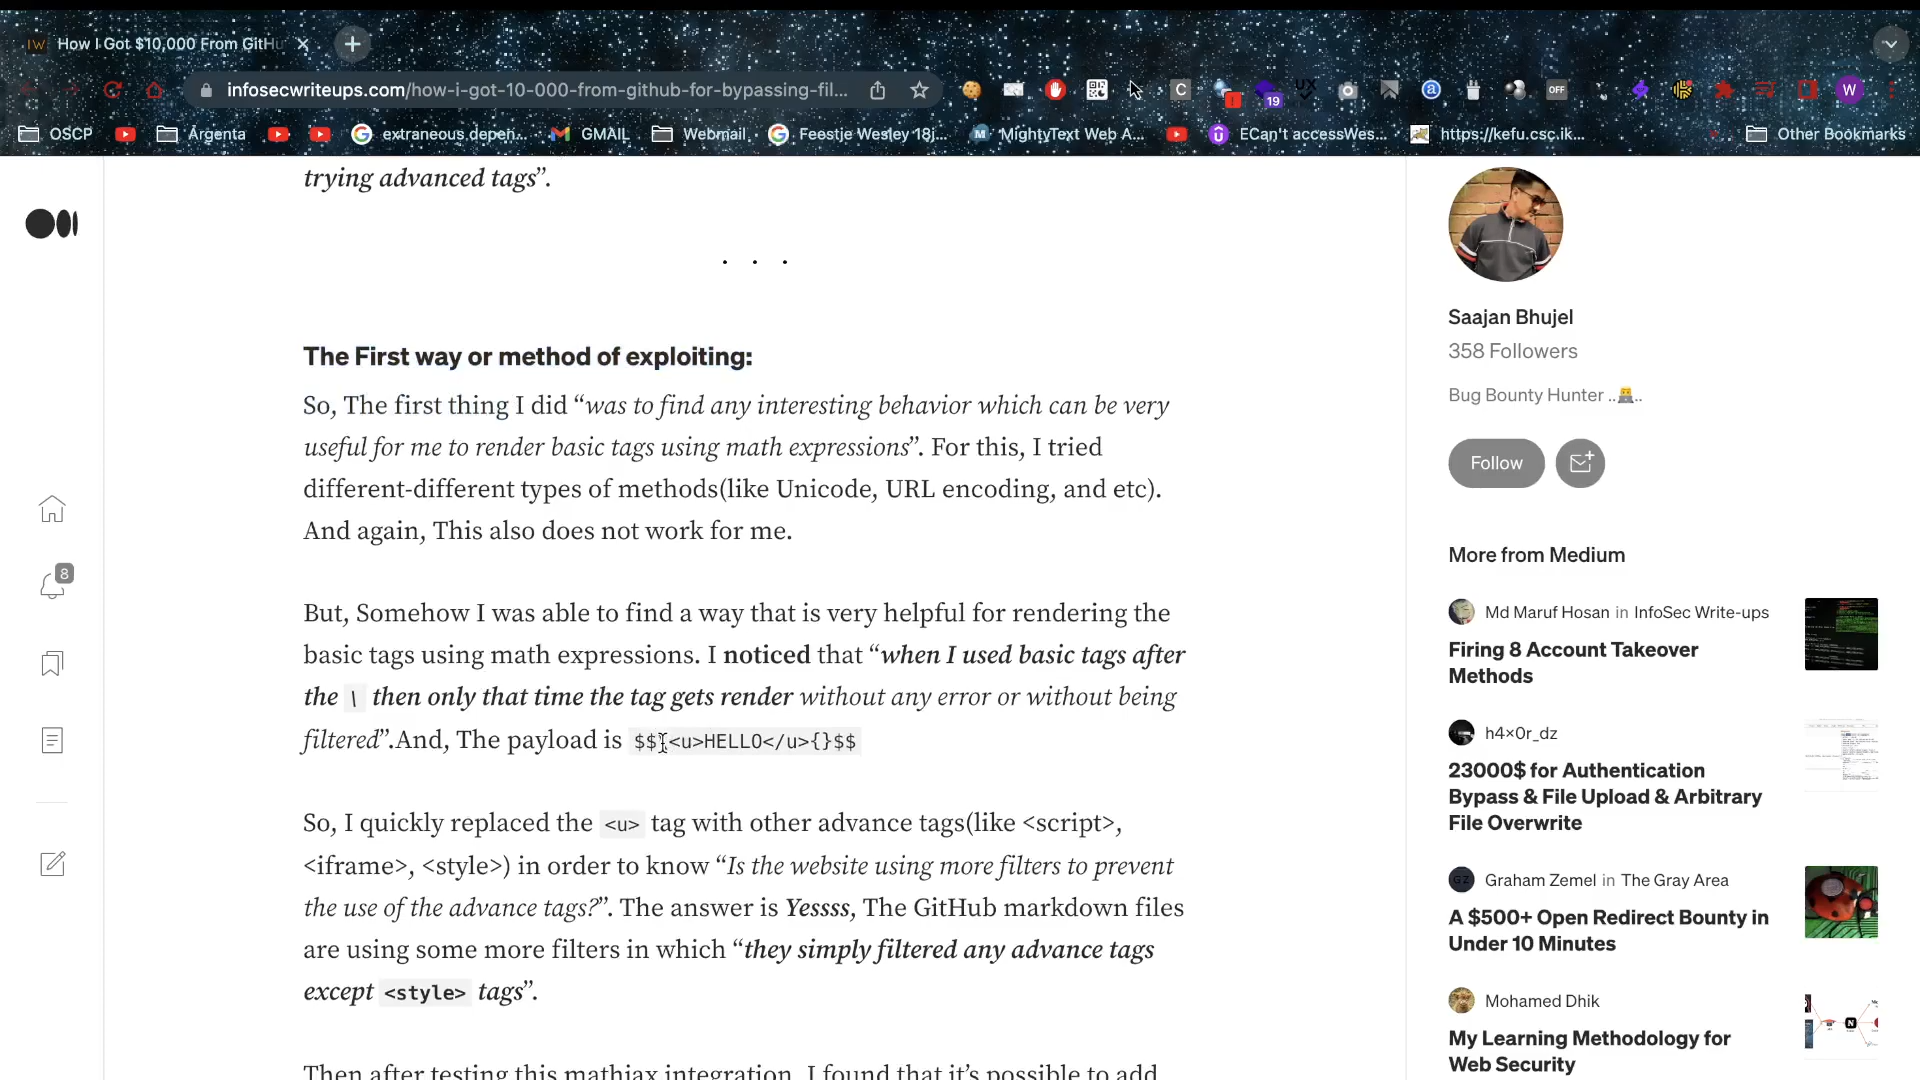 How I Got $10,000 From GitHu
infosecwriteups.com/how-i-got-10-000-from-github-for-bypassing-fil...
C
19
UX
a
OFF
W
OSCP
Argenta
extraneous.depen...
GMAIL
Webmail
Feestje Wesley 18j...
MightyText Web A...
ECan't accessWes...
https://kefu.csc.ik...
Other Bookmarks
trying advanced tags”.
. . .
The First way or method of exploiting:
So, The first thing I did “was to find any interesting behavior which can be very
useful for me to render basic tags using math expressions”. For this, I tried
different-different types of methods(like Unicode, URL encoding, and etc).
And again, This also does not work for me.
But, Somehow I was able to find a way that is very helpful for rendering the
basic tags using math expressions. I noticed that “when I used basic tags after
the \ then only that time the tag gets render without any error or without being
filtered”.And, The payload is $$\<u>HELLO</u>{}$$
So, I quickly replaced the <u> tag with other advance tags(like <script>,
<iframe>, <style>) in order to know “Is the website using more filters to prevent
the use of the advance tags?”. The answer is Yessss, The GitHub markdown files
are using some more filters in which “they simply filtered any advance tags
except <style> tags”.
Then after testing this mathjax integration, I found that it’s possible to add
8
Saajan Bhujel
358 Followers
Bug Bounty Hunter ..👨‍💻..
Follow
More from Medium
Md Maruf Hosan in InfoSec Write-ups
Firing 8 Account Takeover
Methods
h4x0r_dz
23000$ for Authentication
Bypass & File Upload & Arbitrary
File Overwrite
Graham Zemel in The Gray Area
A $500+ Open Redirect Bounty in
Under 10 Minutes
Mohamed Dhik
My Learning Methodology for
Web Security